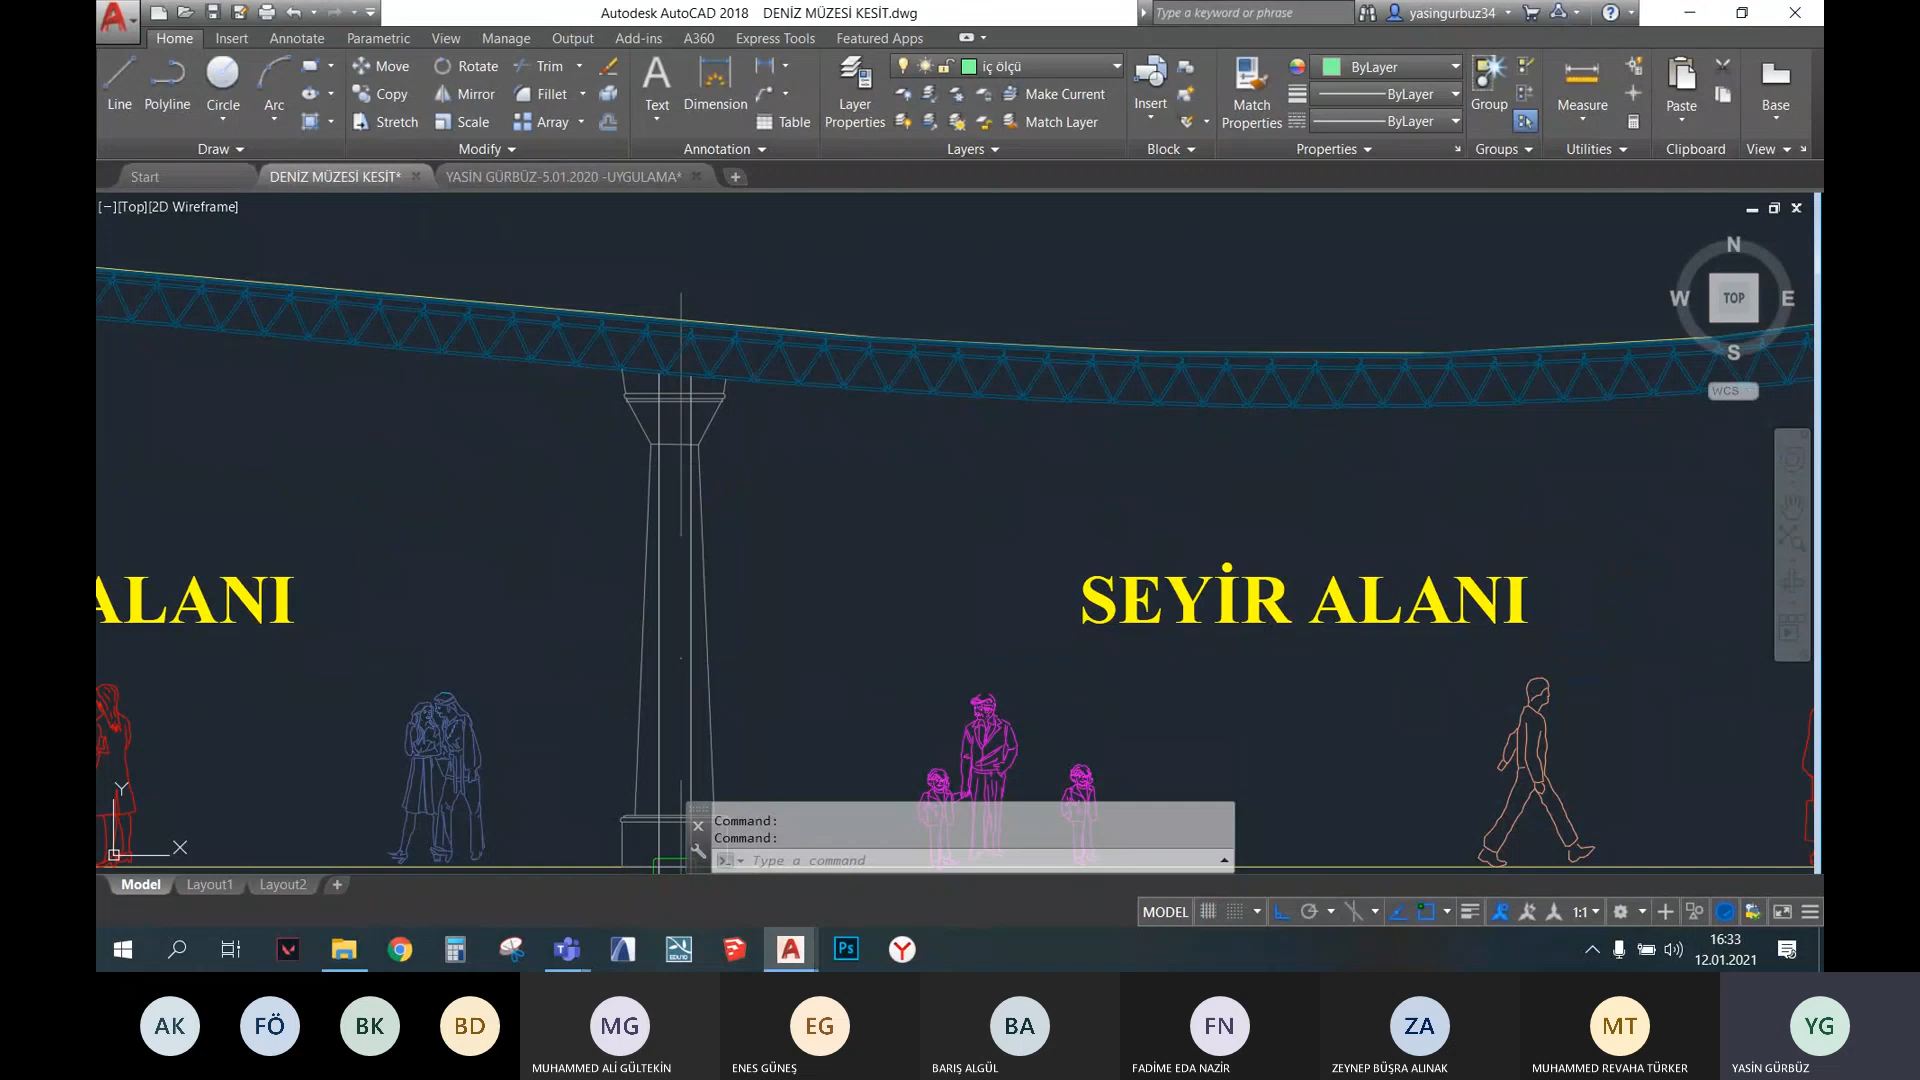 Autodesk AutoCAD 2018 DENİZ MÜZESİ KESİT.dwg
Type a keyword or phrase
yasingurbuz34
Home Insert Annotate Parametric View Manage Output Add-ins A360 Express Tools Featured Apps
Line Polyline Circle Arc
Move Rotate Trim
Copy Mirror Fillet
Stretch Scale Array
Text Dimension Table
Layer Properties
iç ölçü
Make Current
Match Layer
Insert
Match Properties
ByLayer
ByLayer
ByLayer
Group
Measure
Paste
Base
Draw Modify Annotation Layers Block Properties Groups Utilities Clipboard View
Start DENİZ MÜZESİ KESİT* YASİN GÜRBÜZ-5.01.2020 -UYGULAMA*
[−][Top][2D Wireframe]
N
W TOP E
S
WCS
ALANI
SEYİR ALANI
Y
X
Command:
Command:
Type a command
Model Layout1 Layout2
MODEL 1:1
EDU10
Ps
16:33
12.01.2021
AK FÖ BK BD MG EG BA FN ZA MT YG
MUHAMMED ALİ GÜLTEKİN ENES GÜNEŞ BARIŞ ALGÜL FADİME EDA NAZİR ZEYNEP BÜŞRA ALINAK MUHAMMED REVAHA TÜRKER YASİN GÜRBÜZ